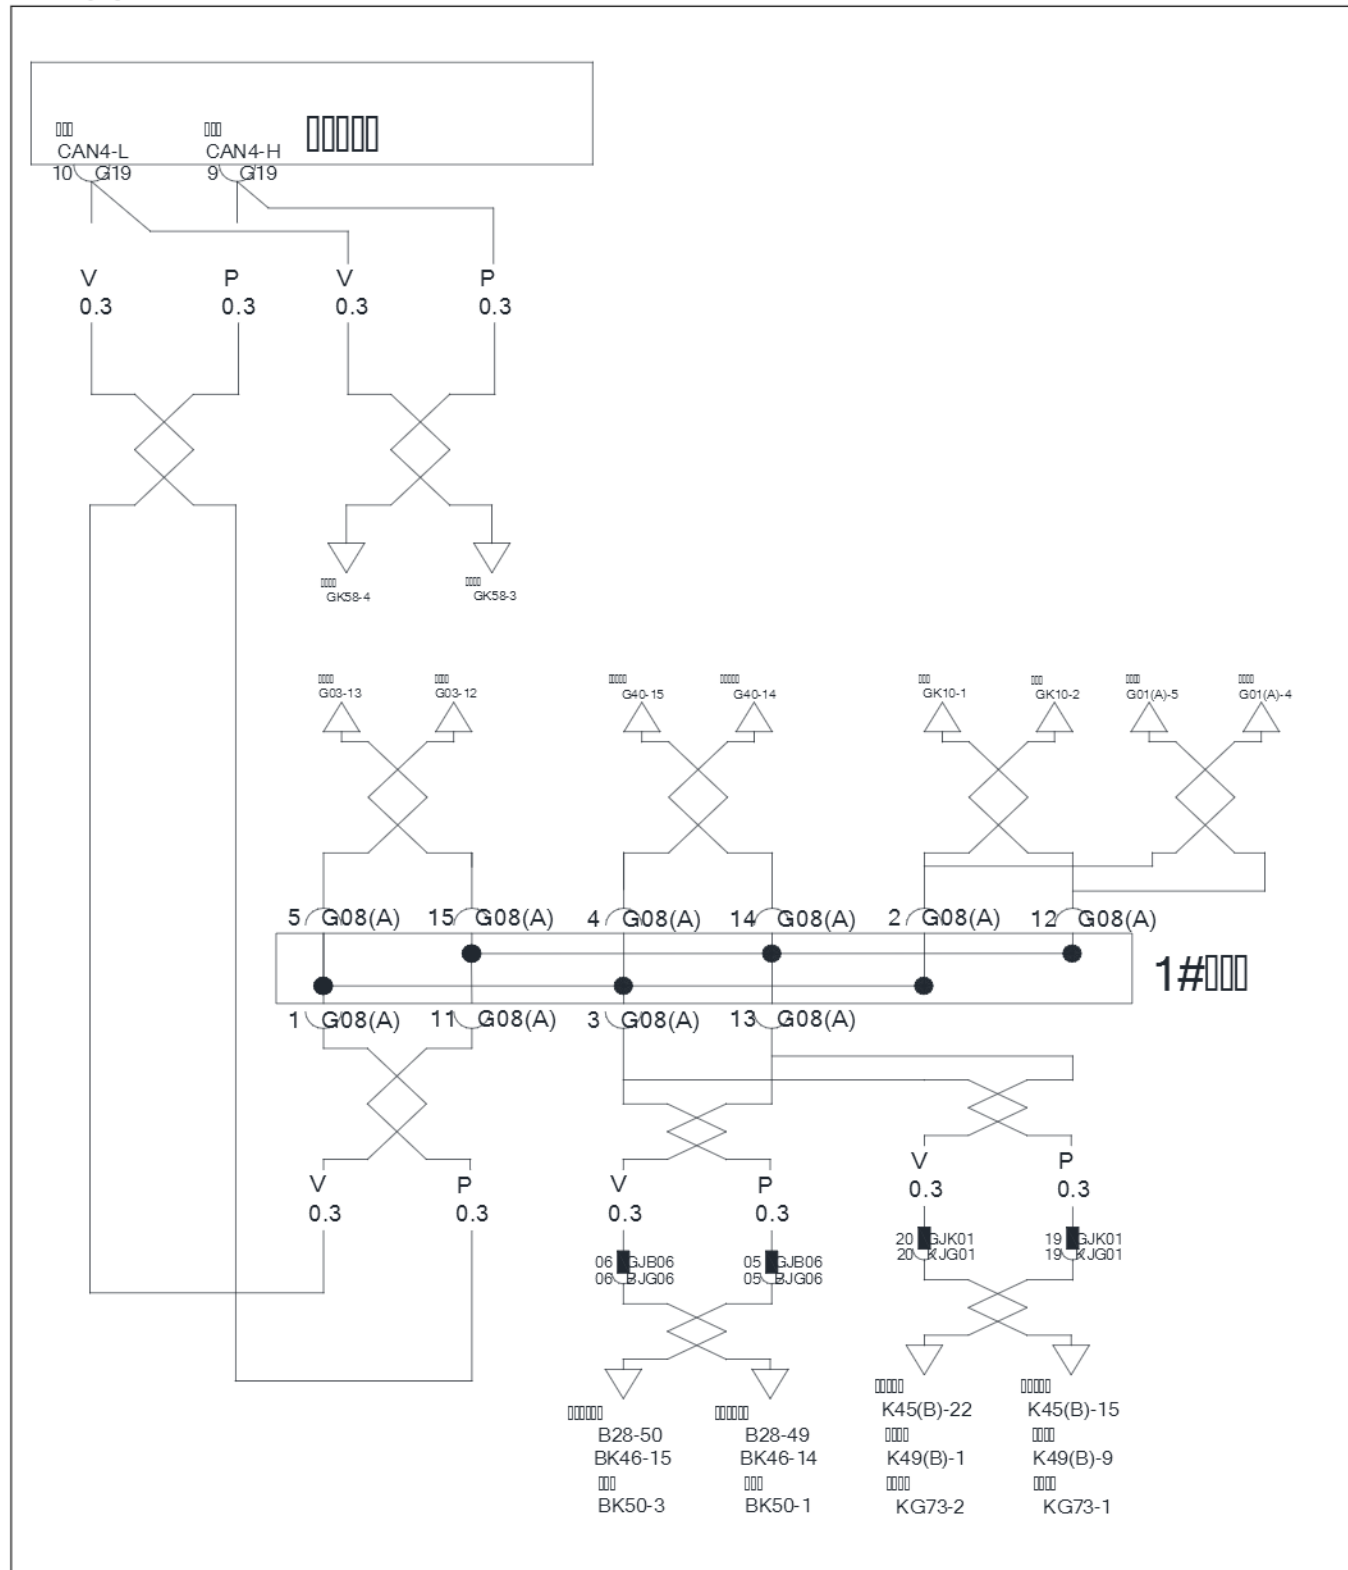 CAN4-L
CAN4-H
10 G19
9 G19
V
P
V
P
0.3
0.3
0.3
0.3
GK58-4
GK58-3
G03-13
G03-12
G40-15
G40-14
GK10-1
GK10-2
G01(A)-5
G01(A)-4
5 G08(A)
15 G08(A)
4 G08(A)
14 G08(A)
2 G08(A)
12 G08(A)
1#
1 G08(A)
11 G08(A)
3 G08(A)
13 G08(A)
V
P
0.3
0.3
V
P
0.3
0.3
V
P
0.3
0.3
20 GJK01
20 KJG01
19 GJK01
19 KJG01
06 GJB06
06 BJG06
05 GJB06
05 BJG06
B28-50
BK46-15
BK50-3
B28-49
BK46-14
BK50-1
K45(B)-22
K49(B)-1
KG73-2
K45(B)-15
K49(B)-9
KG73-1